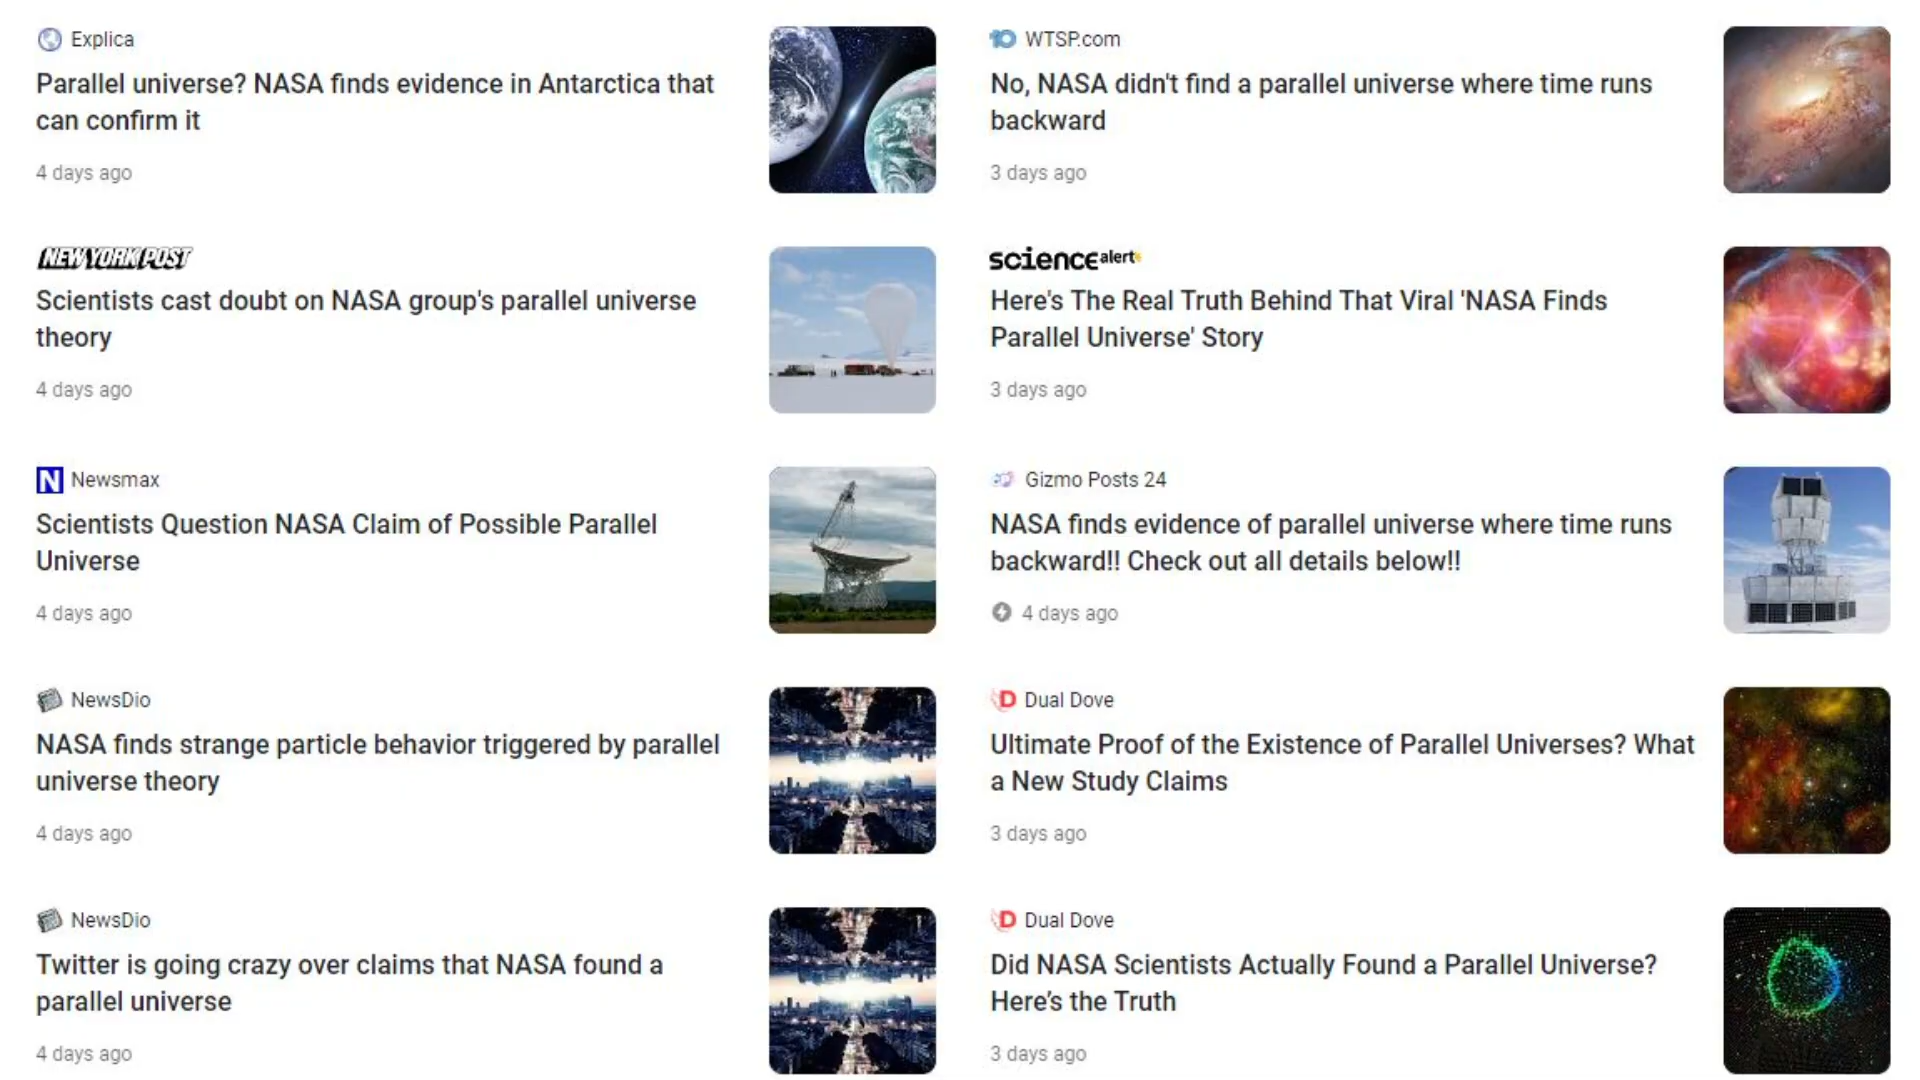 Explica
Parallel universe? NASA finds evidence in Antarctica that
can confirm it
4 days ago
NEW YORK POST
Scientists cast doubt on NASA group's parallel universe
theory
4 days ago
N Newsmax
Scientists Question NASA Claim of Possible Parallel
Universe
4 days ago
NewsDio
NASA finds strange particle behavior triggered by parallel
universe theory
4 days ago
NewsDio
Twitter is going crazy over claims that NASA found a
parallel universe
4 days ago
10 WTSP.com
No, NASA didn't find a parallel universe where time runs
backward
3 days ago
science alert
Here's The Real Truth Behind That Viral 'NASA Finds
Parallel Universe' Story
3 days ago
Gizmo Posts 24
NASA finds evidence of parallel universe where time runs
backward!! Check out all details below!!
4 days ago
D Dual Dove
Ultimate Proof of the Existence of Parallel Universes? What
a New Study Claims
3 days ago
D Dual Dove
Did NASA Scientists Actually Found a Parallel Universe?
Here’s the Truth
3 days ago